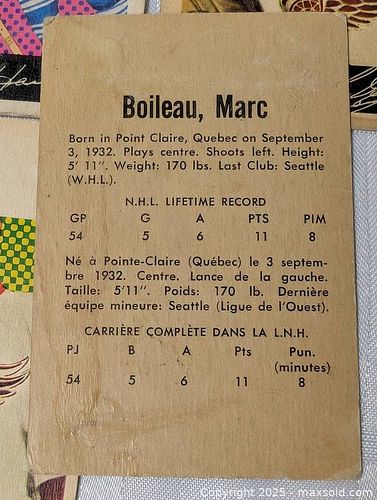 Boileau, Marc
Born in Point Claire, Quebec on September
3, 1932. Plays centre. Shoots left. Height:
5' 11". Weight: 170 lbs. Last Club: Seattle
(W.H.L.).
N.H.L. LIFETIME RECORD
GP G A PTS PIM
54 5 6 11 8
Né à Pointe-Claire (Québec) le 3 septem-
bre 1932. Centre. Lance de la gauche.
Taille: 5'11". Poids: 170 lb. Dernière
équipe mineure: Seattle (Ligue de l'Ouest).
CARRIÈRE COMPLÈTE DANS LA L.N.H.
PJ B A Pts Pun.
(minutes)
54 5 6 11 8
Copyright 2025 - maxsold.com